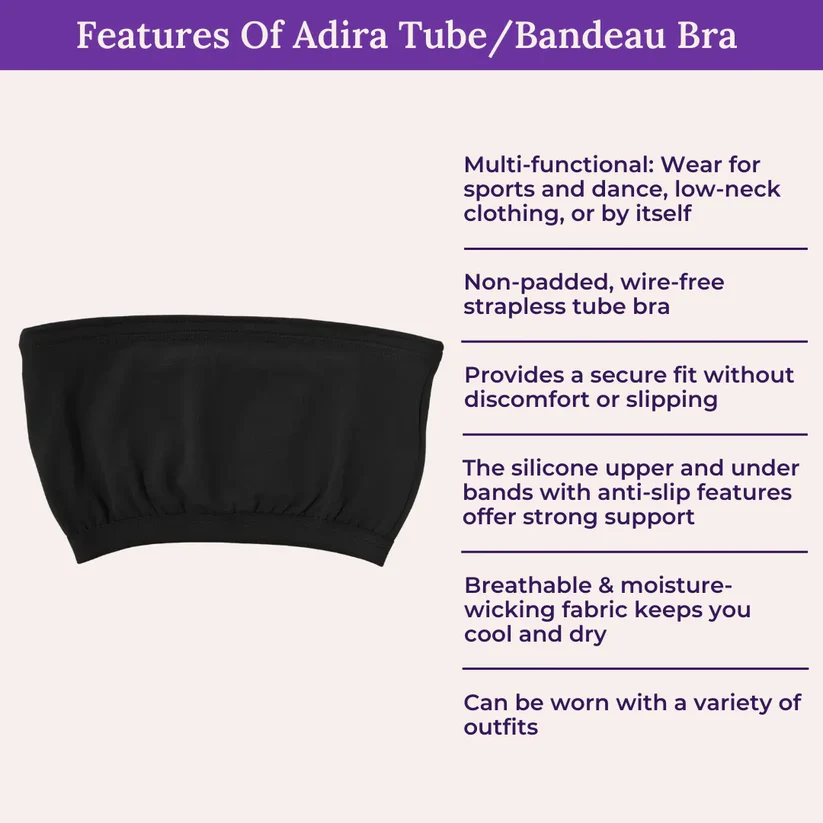 Features Of Adira Tube/Bandeau Bra
Multi-functional: Wear for
sports and dance, low-neck
clothing, or by itself
Non-padded, wire-free
strapless tube bra
Provides a secure fit without
discomfort or slipping
The silicone upper and under
bands with anti-slip features
offer strong support
Breathable & moisture-
wicking fabric keeps you
cool and dry
Can be worn with a variety of
outfits